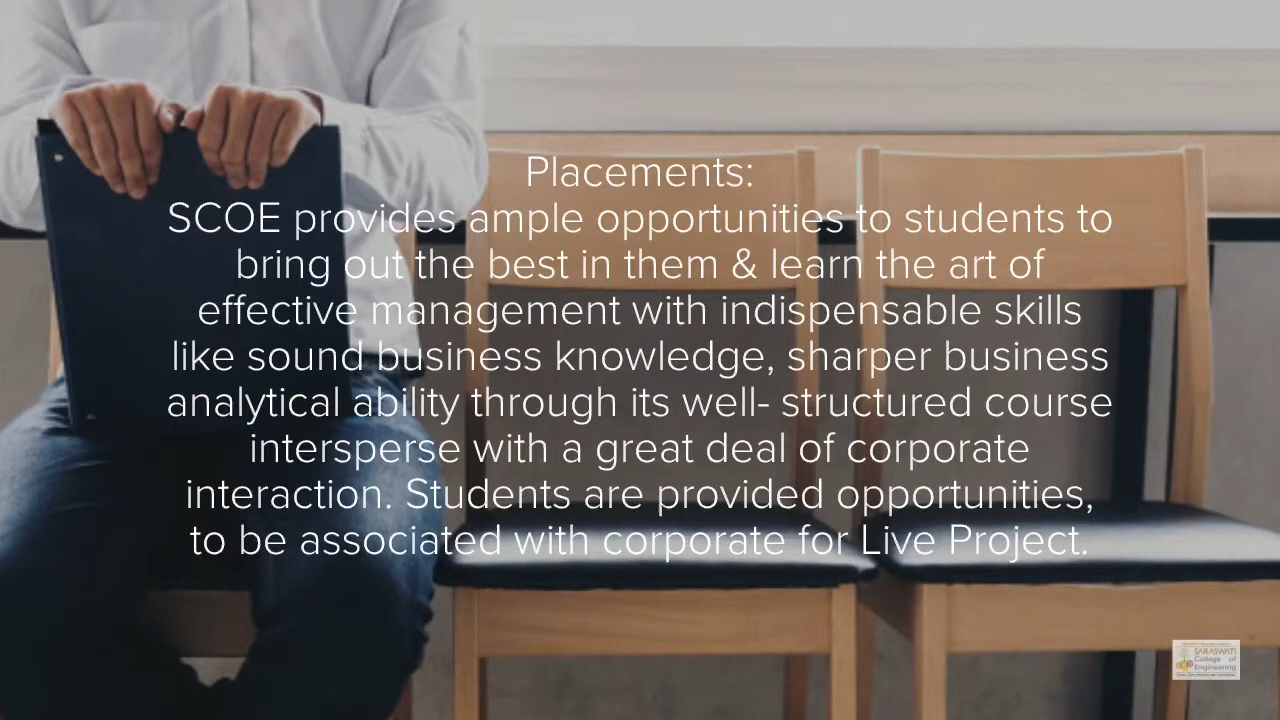 Placements:
SCOE provides ample opportunities to students to
bring out the best in them & learn the art of
effective management with indispensable skills
like sound business knowledge, sharper business
analytical ability through its well- structured course
intersperse with a great deal of corporate
interaction. Students are provided opportunities,
to be associated with corporate for Live Project.
SARASWATI
College of
Engineering